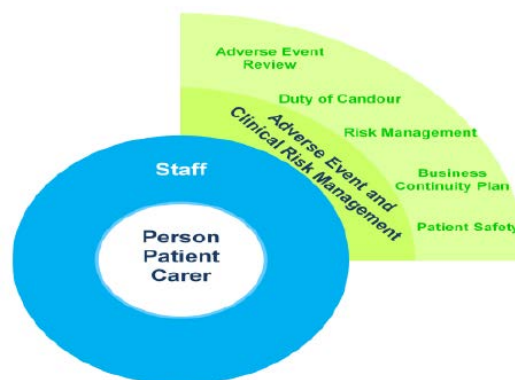 Adverse Event
Review
Duty of Candour
Risk Management
Business
Continuity Plan
Patient Safety
Adverse Event and
Clinical Risk Management
Staff
Person
Patient
Carer